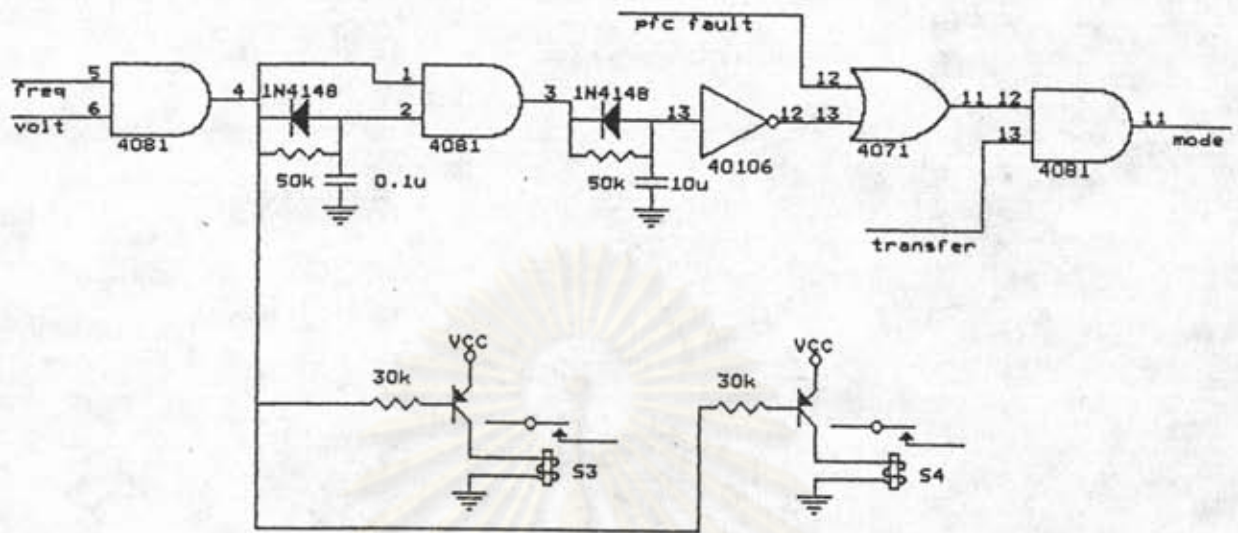 pfc fault
freq
5
volt
6
4081
4
1N4148
50k
0.1u
1
2
4081
3
1N4148
50k
10u
13
40106
12
12
13
4071
11
12
13
4081
11
mode
transfer
VCC
30k
S3
VCC
30k
S4